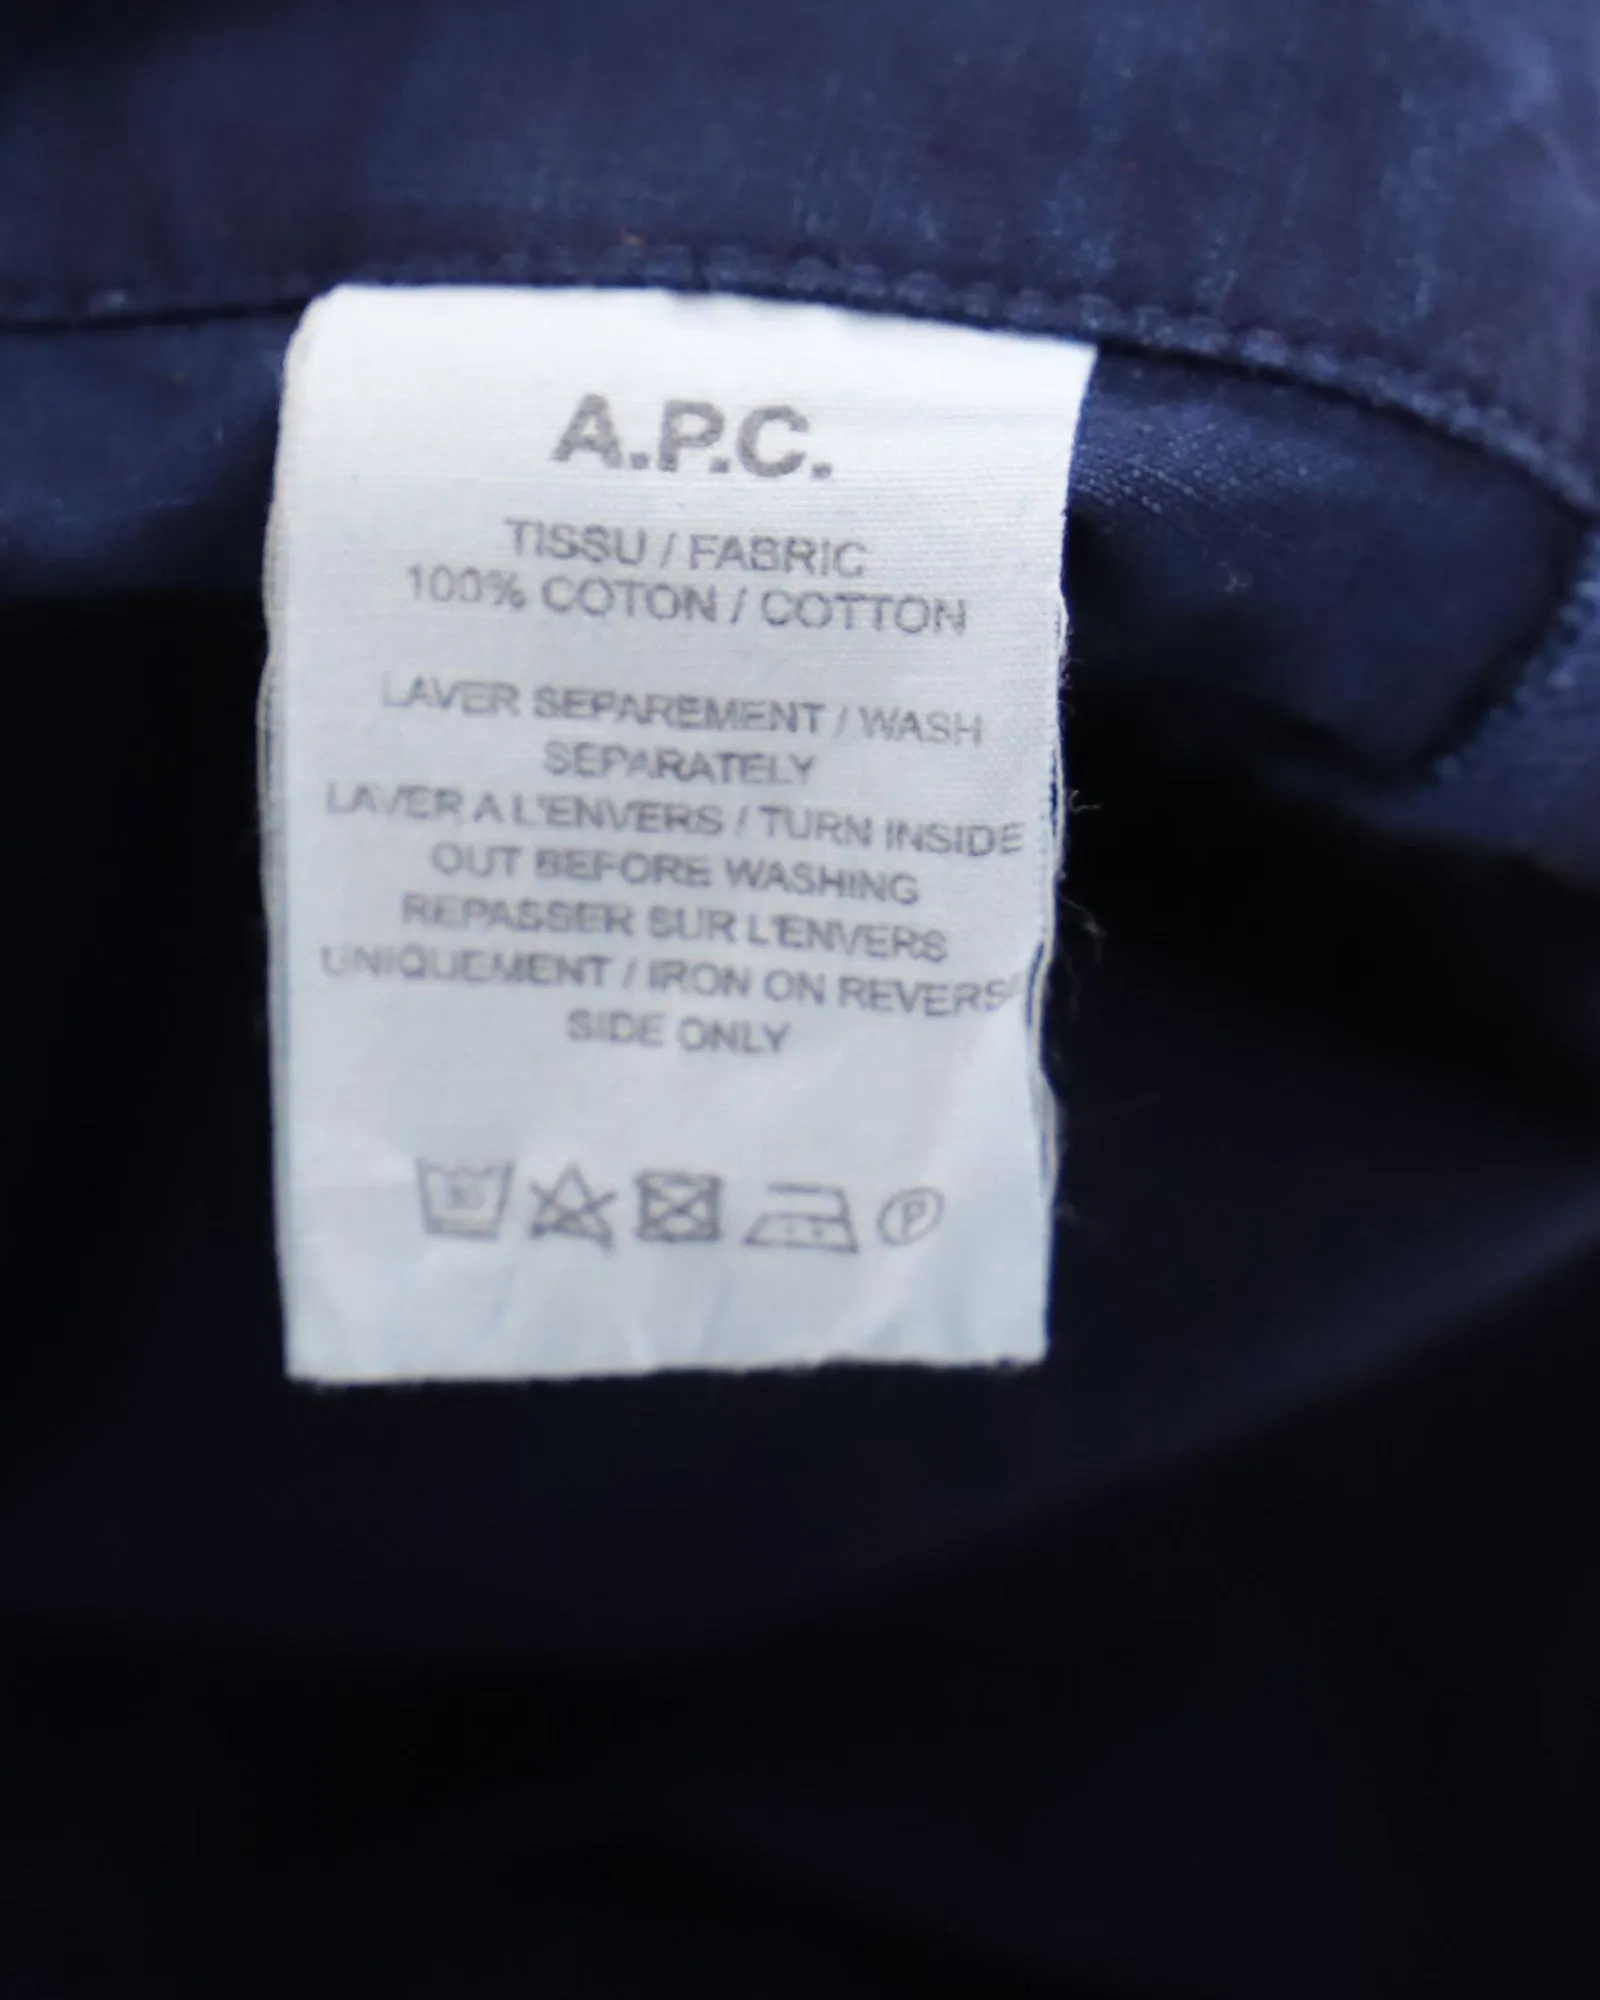 A.P.C.
TISSU / FABRIC
100% COTON / COTTON
LAVER SEPAREMENT / WASH
SEPARATELY
LAVER A L'ENVERS / TURN INSIDE
OUT BEFORE WASHING
REPASSER SUR L'ENVERS
UNIQUEMENT / IRON ON REVERSE
SIDE ONLY
P